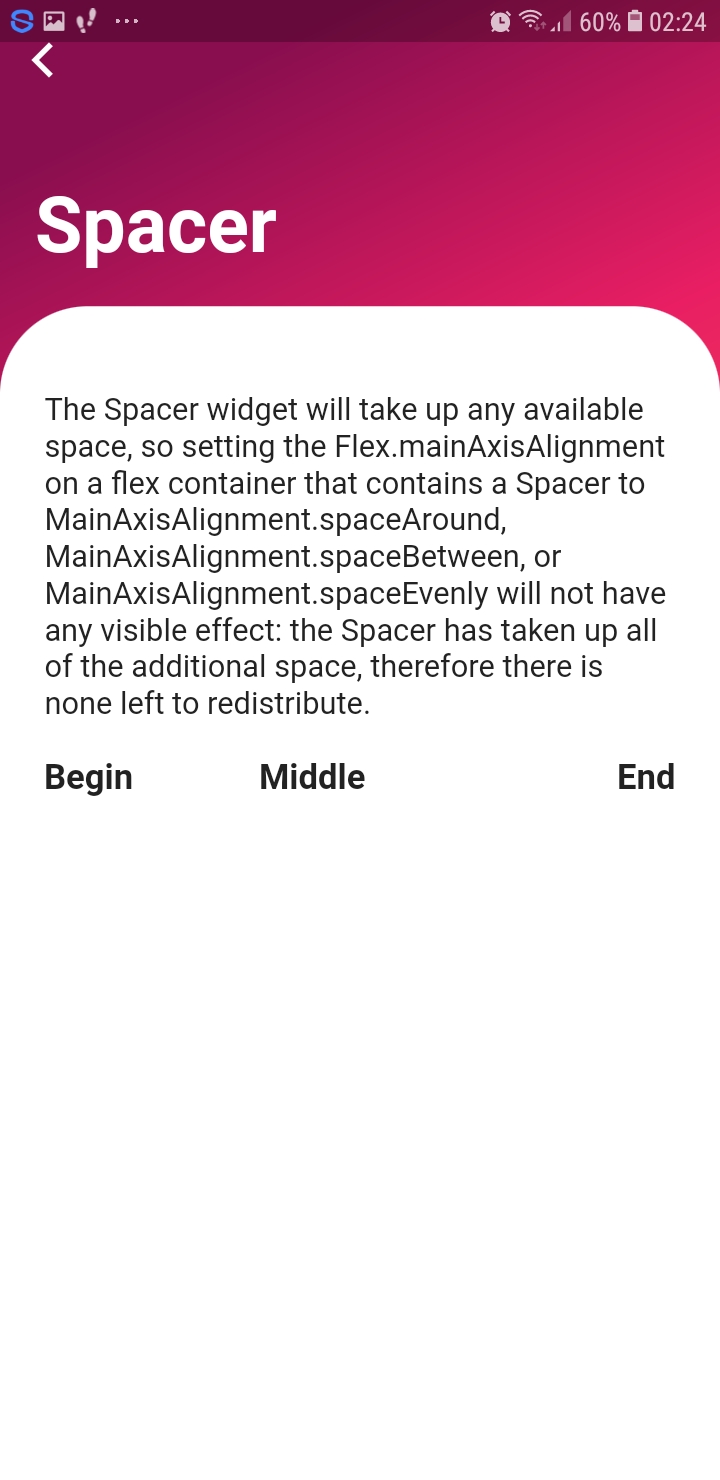 60% 02:24
Spacer
The Spacer widget will take up any available
space, so setting the Flex.mainAxisAlignment
on a flex container that contains a Spacer to
MainAxisAlignment.spaceAround,
MainAxisAlignment.spaceBetween, or
MainAxisAlignment.spaceEvenly will not have
any visible effect: the Spacer has taken up all
of the additional space, therefore there is
none left to redistribute.
Begin Middle End